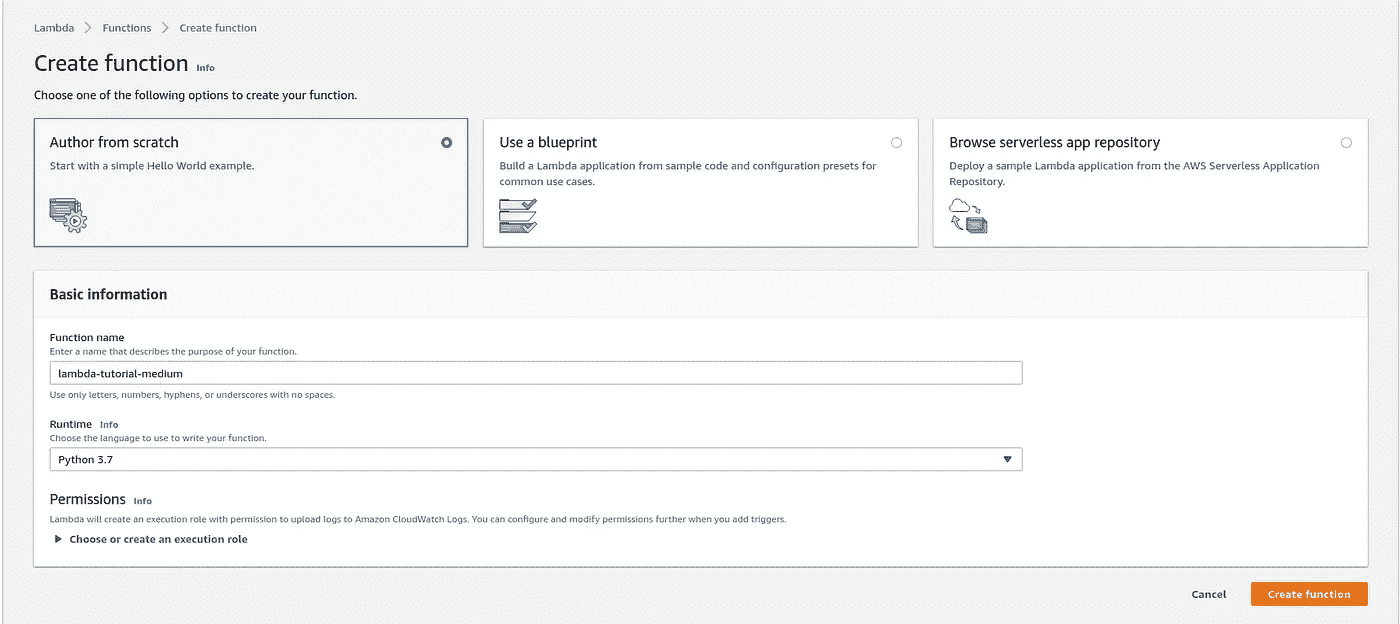 Lambda > Functions > Create function
Create function Info
Choose one of the following options to create your function.
Author from scratch
Start with a simple Hello World example.
Use a blueprint
Build a Lambda application from sample code and configuration presets for
common use cases.
Browse serverless app repository
Deploy a sample Lambda application from the AWS Serverless Application
Repository.
Basic information
Function name
Enter a name that describes the purpose of your function.
lambda-tutorial-medium
Use only letters, numbers, hyphens, or underscores with no spaces.
Runtime Info
Choose the language to use to write your function.
Python 3.7
Permissions Info
Lambda will create an execution role with permission to upload logs to Amazon CloudWatch Logs. You can configure and modify permissions further when you add triggers.
Choose or create an execution role
Cancel
Create function